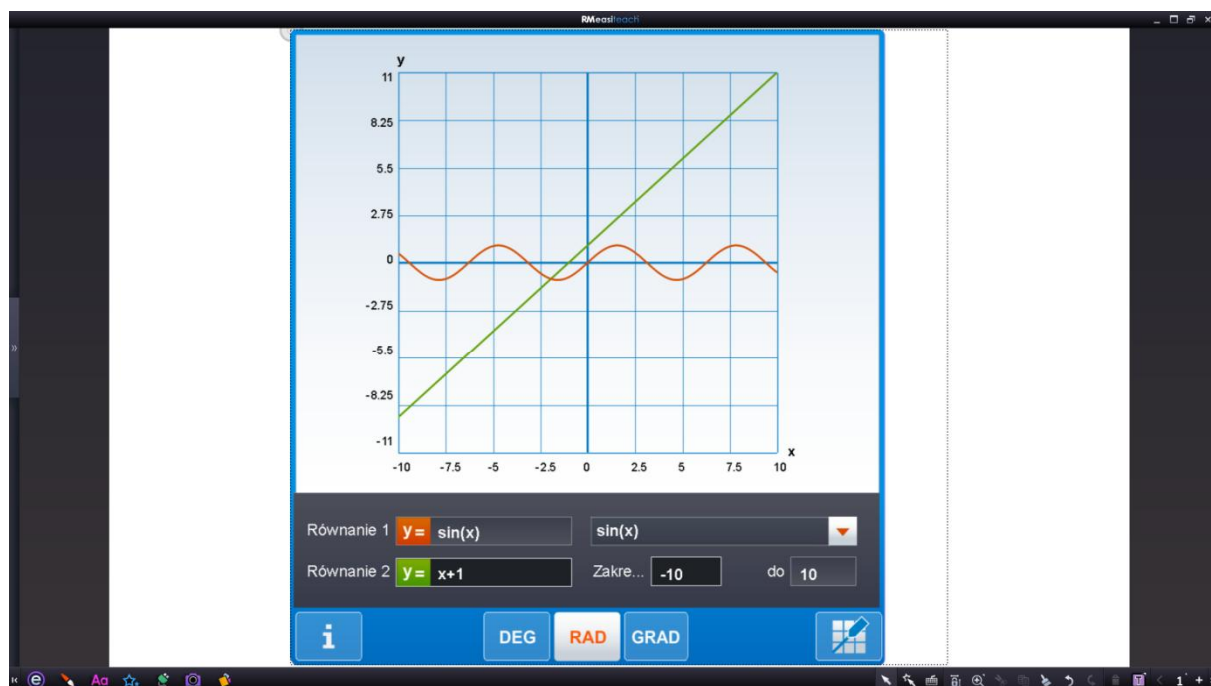 RMeasiteach
y
11
8.25
5.5
2.75
0
-2.75
-5.5
-8.25
-11
x
-10 -7.5 -5 -2.5 0 2.5 5 7.5 10
Równanie 1 y= sin(x) sin(x)
Równanie 2 y= x+1 Zakre... -10 do 10
i DEG RAD GRAD
e Aa 1 +